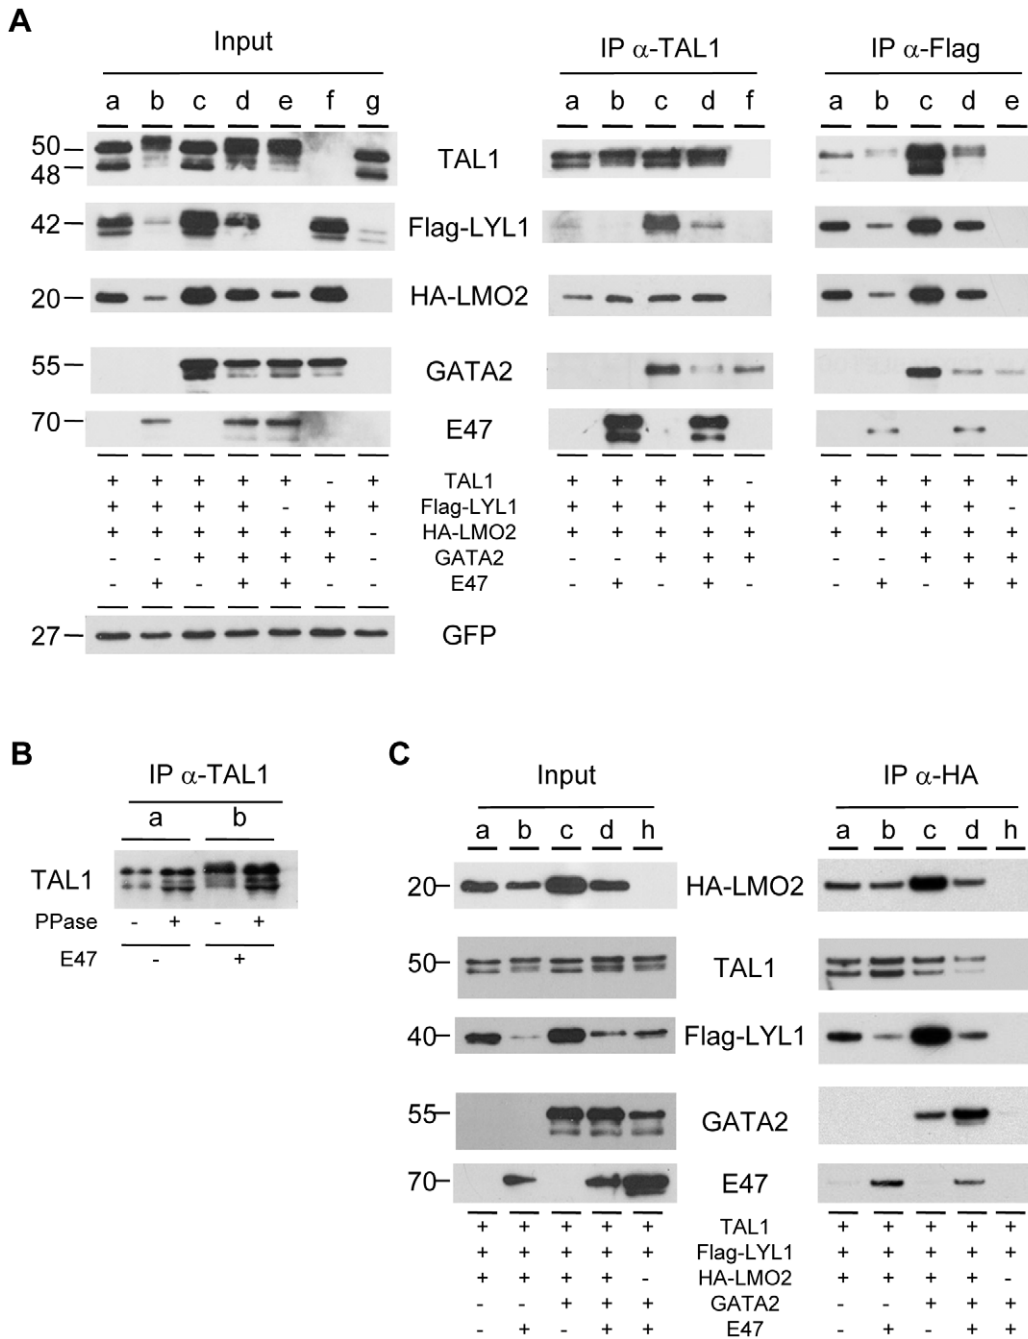 A
Input
IP α-TAL1
IP α-Flag
a b c d e f g
a b c d f
a b c d e
50
48
TAL1
42
Flag-LYL1
20
HA-LMO2
55
GATA2
70
E47
+ + + + + - + TAL1 + + + + - + + + + +
+ + + + - + + Flag-LYL1 + + + + + + + + + -
+ + + + + + - HA-LMO2 + + + + + + + + + +
- - + + + + - GATA2 - - + + + - - + + +
- + - + + - - E47 - + - + - - + - + +
27
GFP
B
IP α-TAL1
a b
TAL1
PPase - + - +
E47 - +
C
Input
IP α-HA
a b c d h
a b c d h
20
HA-LMO2
50
TAL1
40
Flag-LYL1
55
GATA2
70
E47
+ + + + + TAL1 + + + + +
+ + + + + Flag-LYL1 + + + + +
+ + + + - HA-LMO2 + + + + -
- - + + + GATA2 - - + + +
- + - + + E47 - + - + +